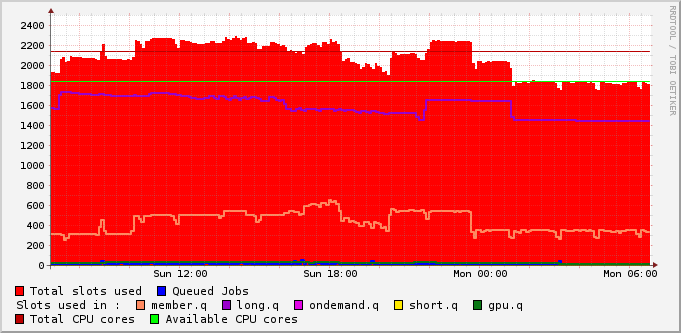 RRDTOOL / TOBI OETIKER
2400
2200
2000
1800
1600
1400
1200
1000
800
600
400
200
0
Sun 12:00 Sun 18:00 Mon 00:00 Mon 06:00
Total slots used Queued Jobs
Slots used in : member.q long.q ondemand.q short.q gpu.q
Total CPU cores Available CPU cores